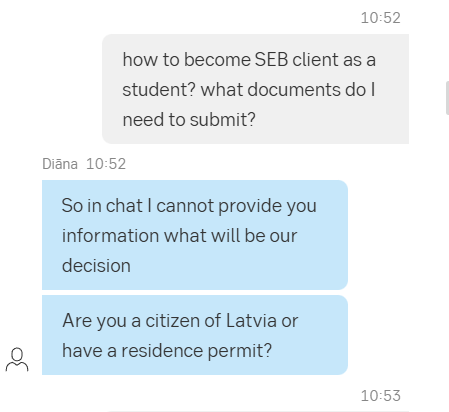 10:52
how to become SEB client as a
student? what documents do I
need to submit?
Diāna 10:52
So in chat I cannot provide you
information what will be our
decision
Are you a citizen of Latvia or
have a residence permit?
10:53